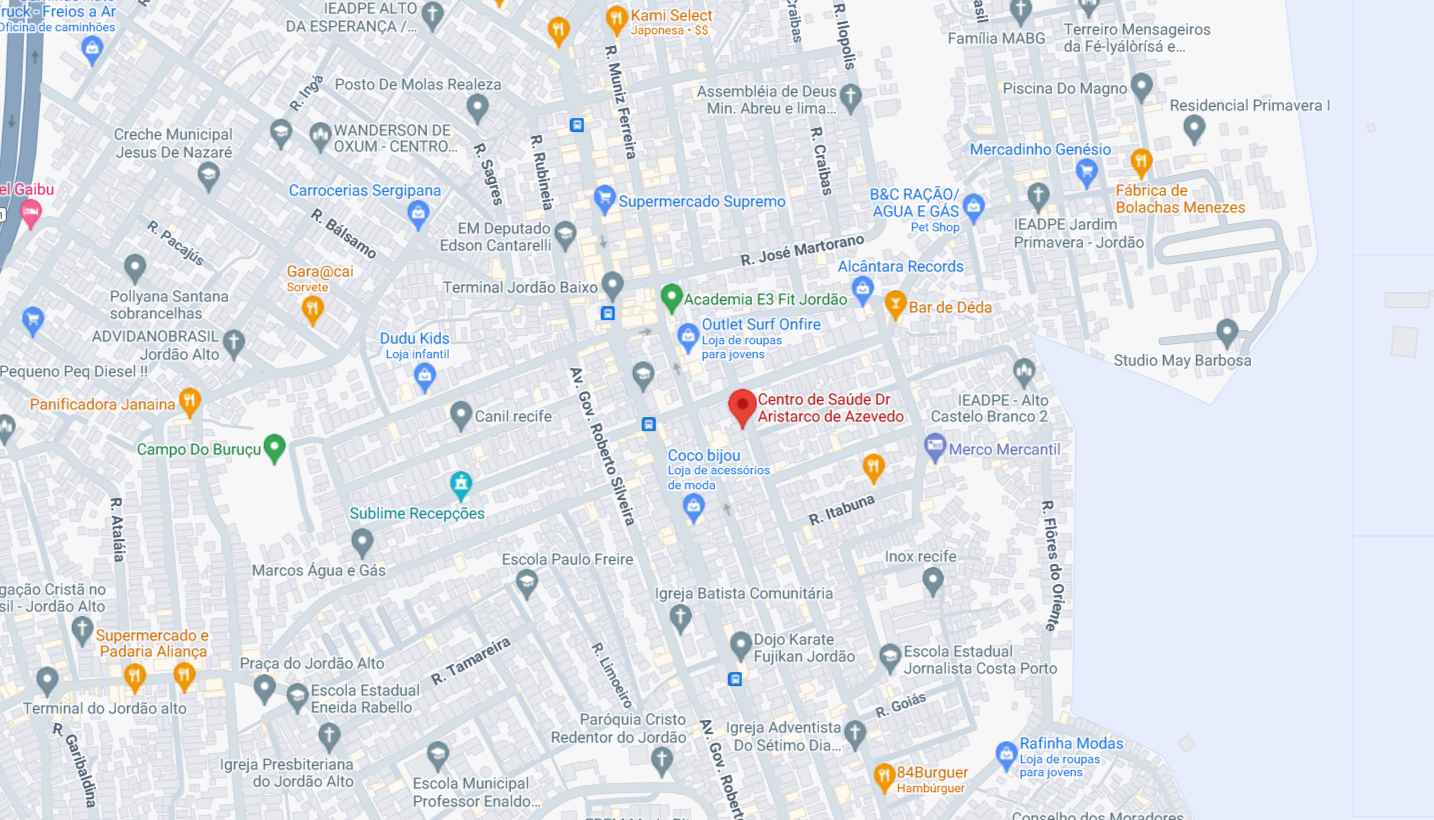 ruck - Freios a Ar
Oficina de caminhões
IEADPE ALTO
DA ESPERANÇA /...
Kami Select
Japonesa • $$
R. Muniz Ferreira
Craibas
R. Ilopolis
asil
Família MABG
Terreiro Mensageiros
da Fé-Iyálòrísá e...
Posto De Molas Realeza
R. Ingá
Assembléia de Deus
Min. Abreu e lima...
Piscina Do Magno
Residencial Primavera I
Creche Municipal
Jesus De Nazaré
WANDERSON DE
OXUM - CENTRO...
R. Sagres
R. Rubineia
R. Craibas
Mercadinho Genésio
el Gaibu
Carrocerias Sergipana
Supermercado Supremo
B&C RAÇÃO/
AGUA E GÁS
Pet Shop
Fábrica de
Bolachas Menezes
R. Bálsamo
R. Pacajús
EM Deputado
Edson Cantarelli
R. José Martorano
IEADPE Jardim
Primavera - Jordão
Gara@cai
Sorvete
Terminal Jordão Baixo
Alcântara Records
Pollyana Santana
sobrancelhas
Academia E3 Fit Jordão
Bar de Déda
ADVIDANOBRASIL
Jordão Alto
Dudu Kids
Loja infantil
Outlet Surf Onfire
Loja de roupas
para jovens
Studio May Barbosa
Pequeno Peq Diesel !!
Panificadora Janaina
Canil recife
Av. Gov. Roberto Silveira
Centro de Saúde Dr
Aristarco de Azevedo
IEADPE - Alto
Castelo Branco 2
Campo Do Buruçu
Coco bijou
Loja de acessórios
de moda
Merco Mercantil
Sublime Recepções
R. Itabuna
R. Ataláia
R. Flôres do Oriente
Marcos Água e Gás
Escola Paulo Freire
Inox recife
gação Cristã no
sil - Jordão Alto
Igreja Batista Comunitária
Supermercado e
Padaria Aliança
Praça do Jordão Alto
R. Tamareira
R. Limoeiro
Dojo Karate
Fujikan Jordão
Escola Estadual
Jornalista Costa Porto
Terminal do Jordão alto
Escola Estadual
Eneida Rabello
R. Goiás
R. Garibaldina
Paróquia Cristo
Redentor do Jordão
Av. Gov. Robert
Igreja Adventista
Do Sétimo Dia...
Igreja Presbiteriana
do Jordão Alto
Escola Municipal
Professor Enaldo...
84Burguer
Hambúrguer
Rafinha Modas
Loja de roupas
para jovens
Conselho dos Moradores